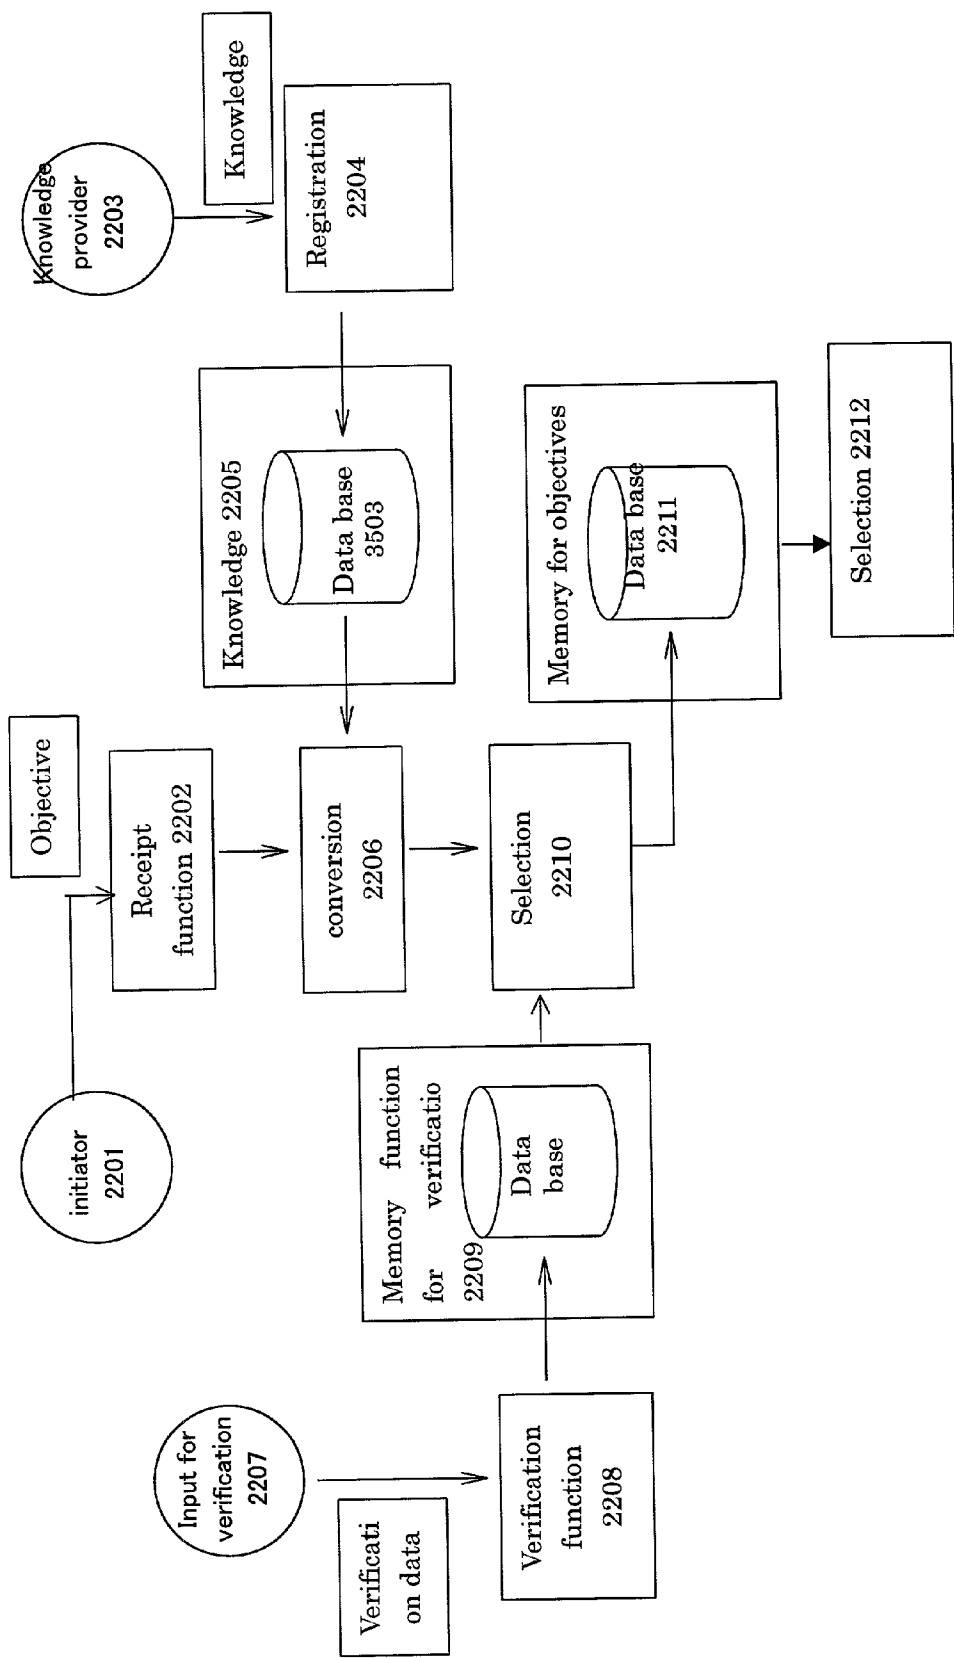 initiator
2201
Objective
Knowledge
provider
2203
Knowledge
Receipt
function 2202
Registration
2204
Knowledge 2205
Data base
3503
conversion
2206
Input for
verification
2207
Verificati
on data
Verification
function
2208
Memory function
for verificatio
2209
Data
base
Selection
2210
Memory for objectives
Data base
2211
Selection 2212